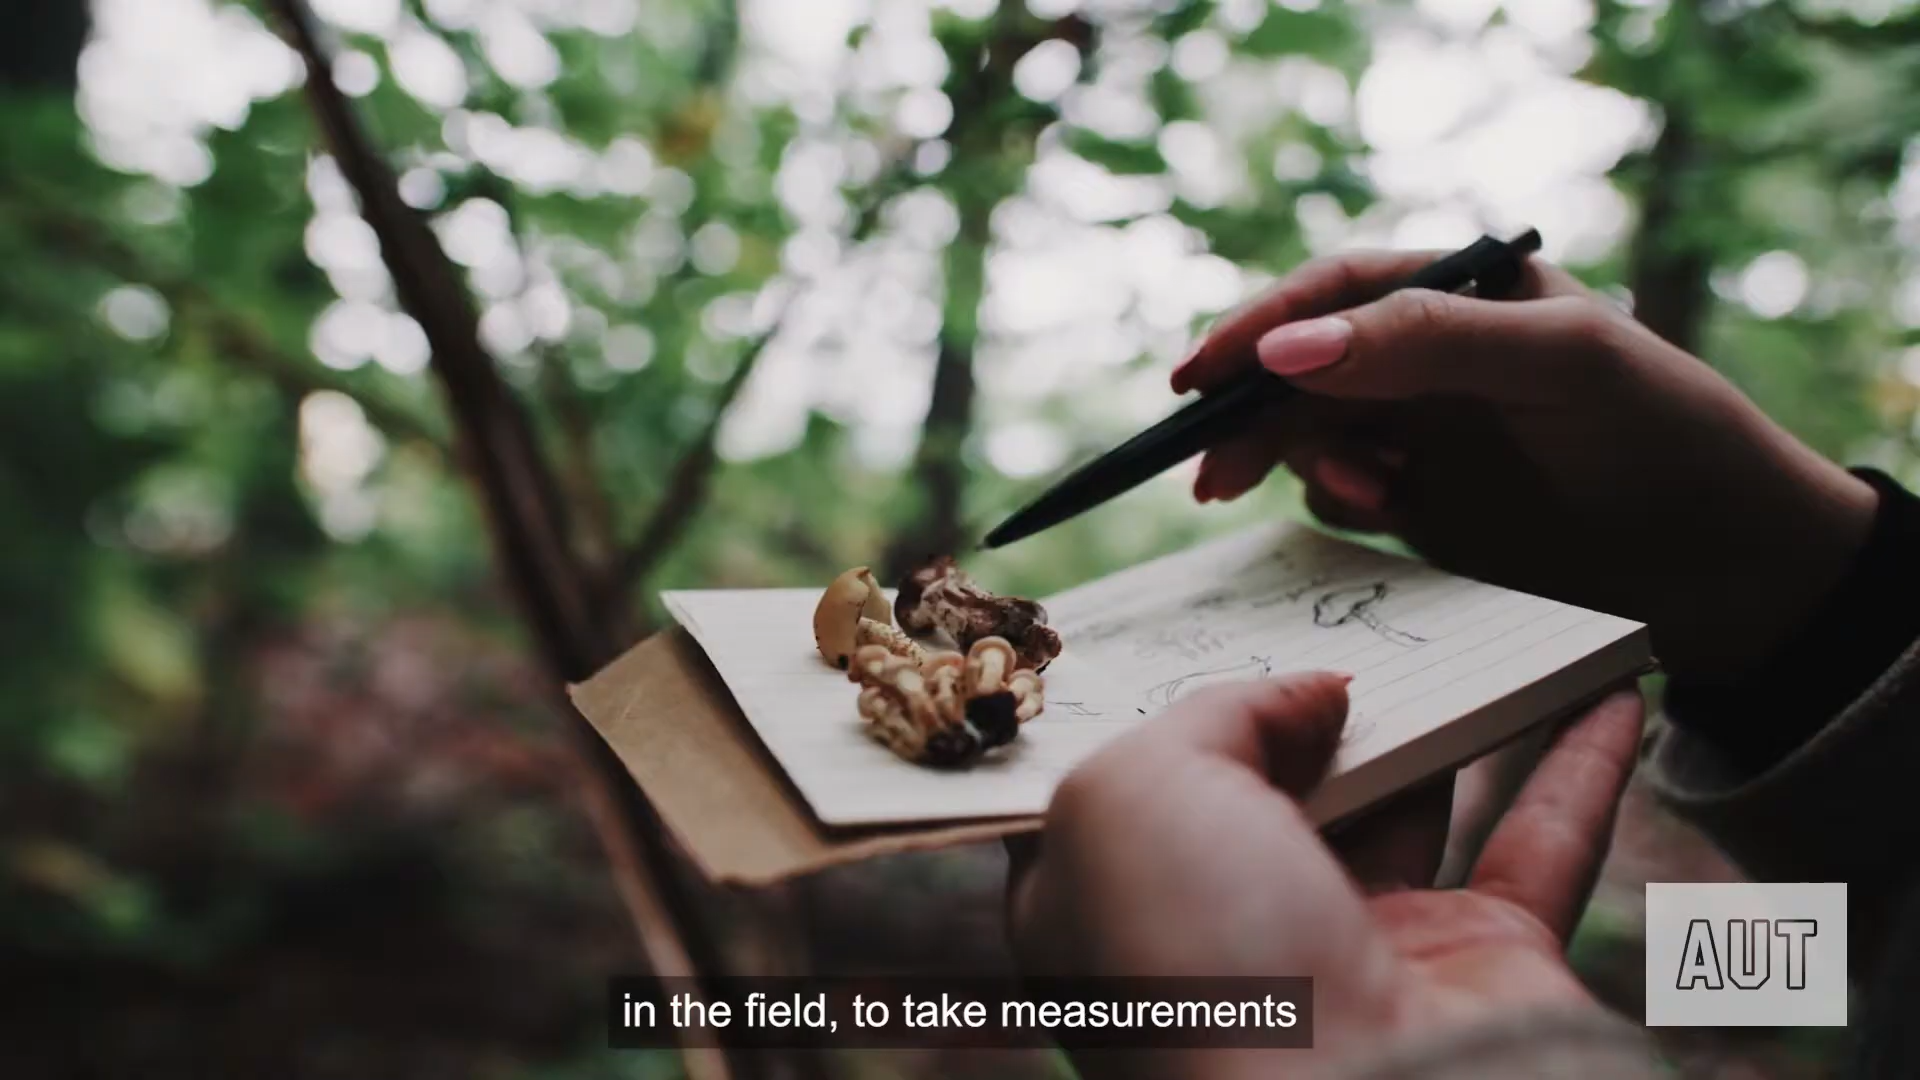 in the field, to take measurements
AUT